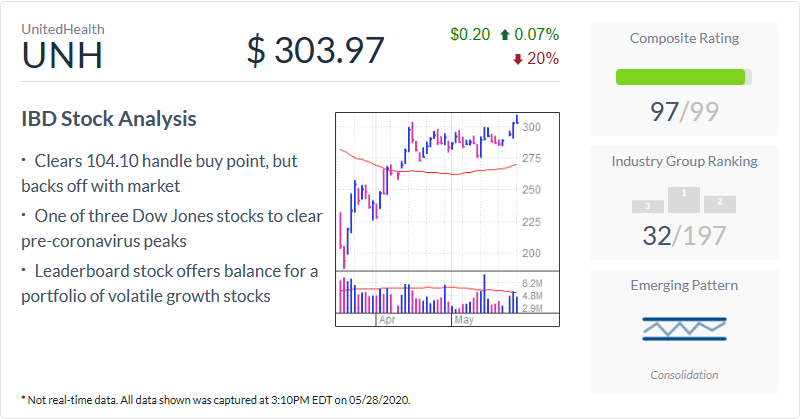 UnitedHealth
UNH
$ 303.97
$0.20 0.07%
20%
IBD Stock Analysis
• Clears 104.10 handle buy point, but
backs off with market
• One of three Dow Jones stocks to clear
pre-coronavirus peaks
• Leaderboard stock offers balance for a
portfolio of volatile growth stocks
300
275
250
225
200
8.2M
4.8M
2.9M
Apr May
Composite Rating
97/99
Industry Group Ranking
3 1 2
32/197
Emerging Pattern
Consolidation
* Not real-time data. All data shown was captured at 3:10PM EDT on 05/28/2020.